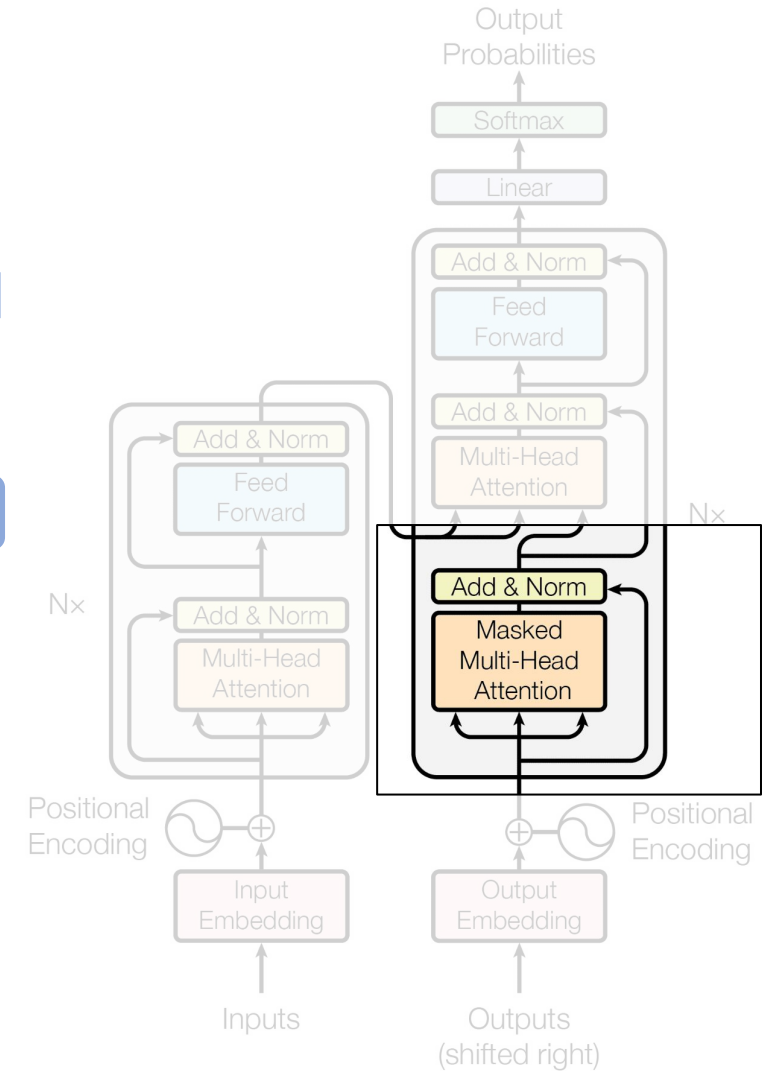 Output
Probabilities
Softmax
Linear
Add & Norm
Feed
Forward
Add & Norm
Multi-Head
Attention
Nx
Add & Norm
Masked
Multi-Head
Attention
Add & Norm
Feed
Forward
Nx
Add & Norm
Multi-Head
Attention
Positional
Encoding
Positional
Encoding
Input
Embedding
Output
Embedding
Inputs
Outputs
(shifted right)